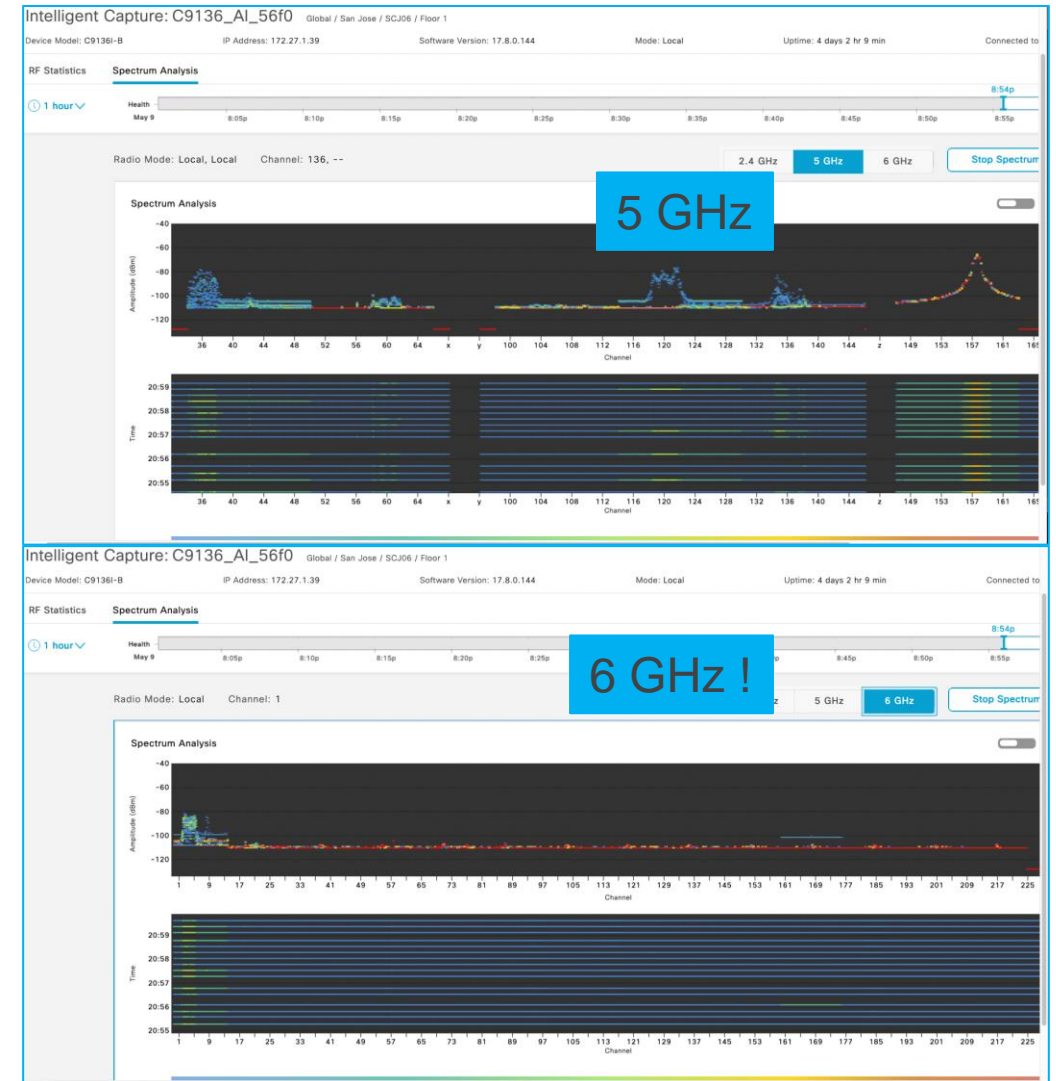 Intelligent Capture: C9136_AI_56f0 Global / San Jose / SCJ06 / Floor 1
Device Model: C9136I-B IP Address: 172.27.1.39 Software Version: 17.8.0.144 Mode: Local Uptime: 4 days 2 hr 9 min Connected to
RF Statistics Spectrum Analysis
8:54p
1 hour Health
May 9 8:05p 8:10p 8:15p 8:20p 8:25p 8:30p 8:35p 8:40p 8:45p 8:50p 8:55p
Radio Mode: Local, Local Channel: 136, -- 2.4 GHz 5 GHz 6 GHz Stop Spectrum
5 GHz
Spectrum Analysis
Amplitude (dBm)
-40
-60
-80
-100
-120
36 40 44 48 52 56 60 64 x y 100 104 108 112 116 120 124 128 132 136 140 144 z 149 153 157 161 165
Channel
Time
20:59
20:58
20:57
20:56
20:55
36 40 44 48 52 56 60 64 x y 100 104 108 112 116 120 124 128 132 136 140 144 z 149 153 157 161 165
Channel
Intelligent Capture: C9136_AI_56f0 Global / San Jose / SCJ06 / Floor 1
Device Model: C9136I-B IP Address: 172.27.1.39 Software Version: 17.8.0.144 Mode: Local Uptime: 4 days 2 hr 9 min Connected to
RF Statistics Spectrum Analysis
8:54p
1 hour Health
May 9 8:05p 8:10p 8:15p 8:20p 8:25p 8:45p 8:50p 8:55p
6 GHz !
Radio Mode: Local Channel: 1 5 GHz 6 GHz Stop Spectrum
Spectrum Analysis
Amplitude (dBm)
-40
-60
-80
-100
-120
1 9 17 25 33 41 49 57 65 73 81 89 97 105 113 121 129 137 145 153 161 169 177 185 193 201 209 217 225
Channel
Time
20:59
20:58
20:57
20:56
20:55
1 9 17 25 33 41 49 57 65 73 81 89 97 105 113 121 129 137 145 153 161 169 177 185 193 201 209 217 225
Channel